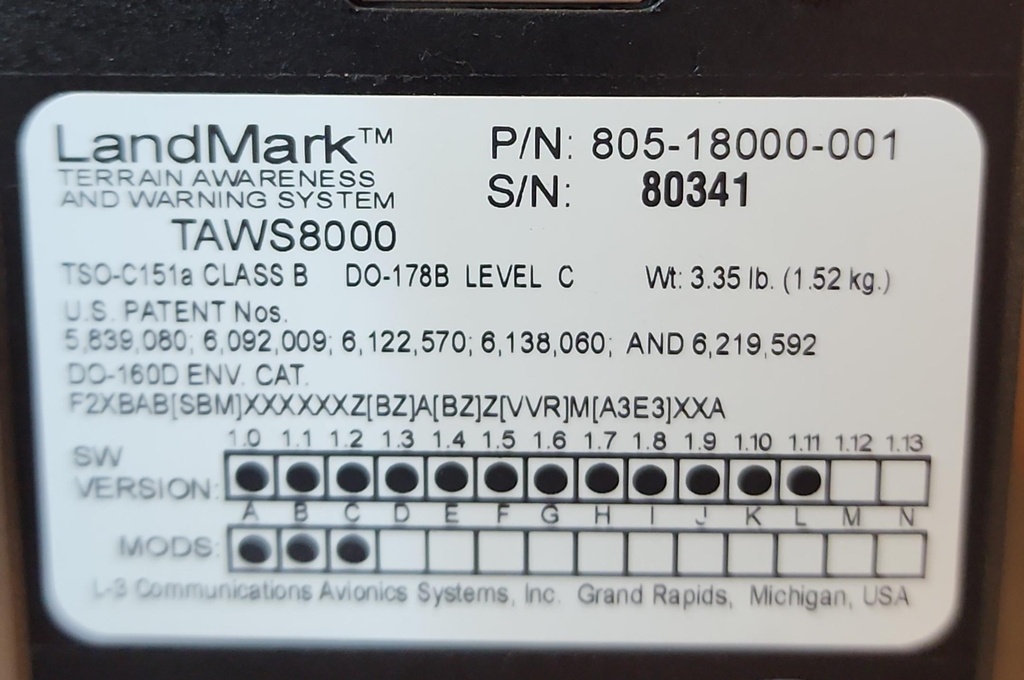 LandMark™
TERRAIN AWARENESS
AND WARNING SYSTEM
TAWS8000
P/N: 805-18000-001
S/N: 80341
TSO-C151a CLASS B DO-178B LEVEL C Wt: 3.35 lb. (1.52 kg.)
U.S. PATENT Nos.
5,839,080; 6,092,009; 6,122,570; 6,138,060; AND 6,219,592
DO-160D ENV. CAT.
F2XBAB[SBM]XXXXXXZ[BZ]A[BZ]Z[VVR]M[A3E3]XXA
1.0 1.1 1.2 1.3 1.4 1.5 1.6 1.7 1.8 1.9 1.10 1.11 1.12 1.13
SW
VERSION:
A B C D E F G H I J K L M N
MODS:
L-3 Communications Avionics Systems, Inc. Grand Rapids, Michigan, USA